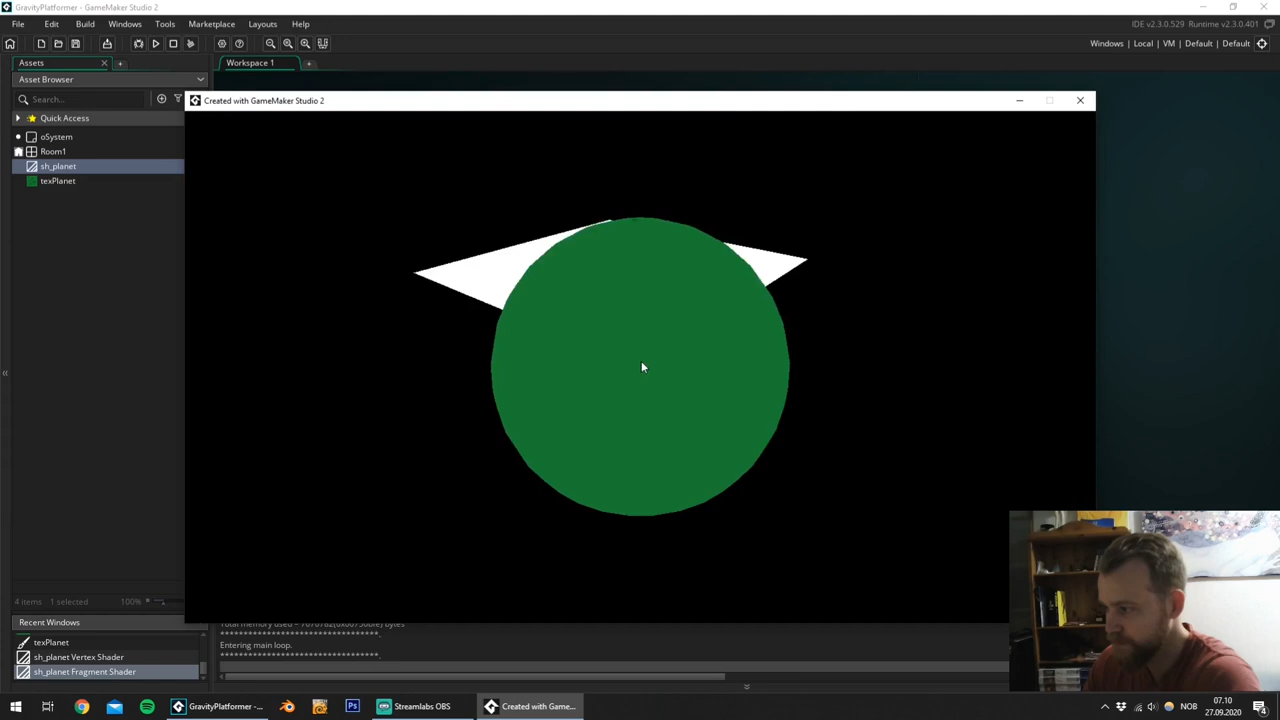 GravityPlatformer - GameMaker Studio 2
File Edit Build Windows Tools Marketplace Layouts Help
IDE v2.3.0.529 Runtime v2.3.0.401
Windows | Local | VM | Default | Default
Assets
Workspace 1
Asset Browser
Search...
Created with GameMaker Studio 2
Quick Access
oSystem
Room1
sh_planet
texPlanet
4 items 1 selected 100%
Recent Windows
texPlanet
sh_planet Vertex Shader
sh_planet Fragment Shader
Entering main loop.
***********************************.
GravityPlatformer -...
Streamlabs OBS
Created with Game...
NOB
07.10
27.09.2020